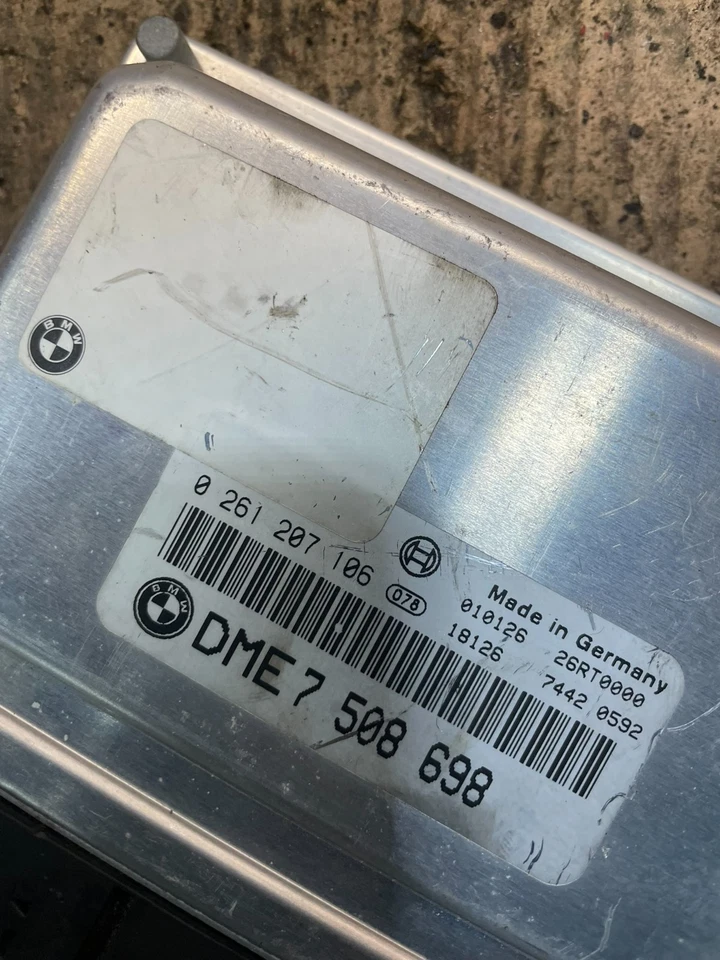 BMW
0 261 207 106
078
Made in Germany
010126 26RT0000
18126 7442 0592
BMW
DME 7 508 698